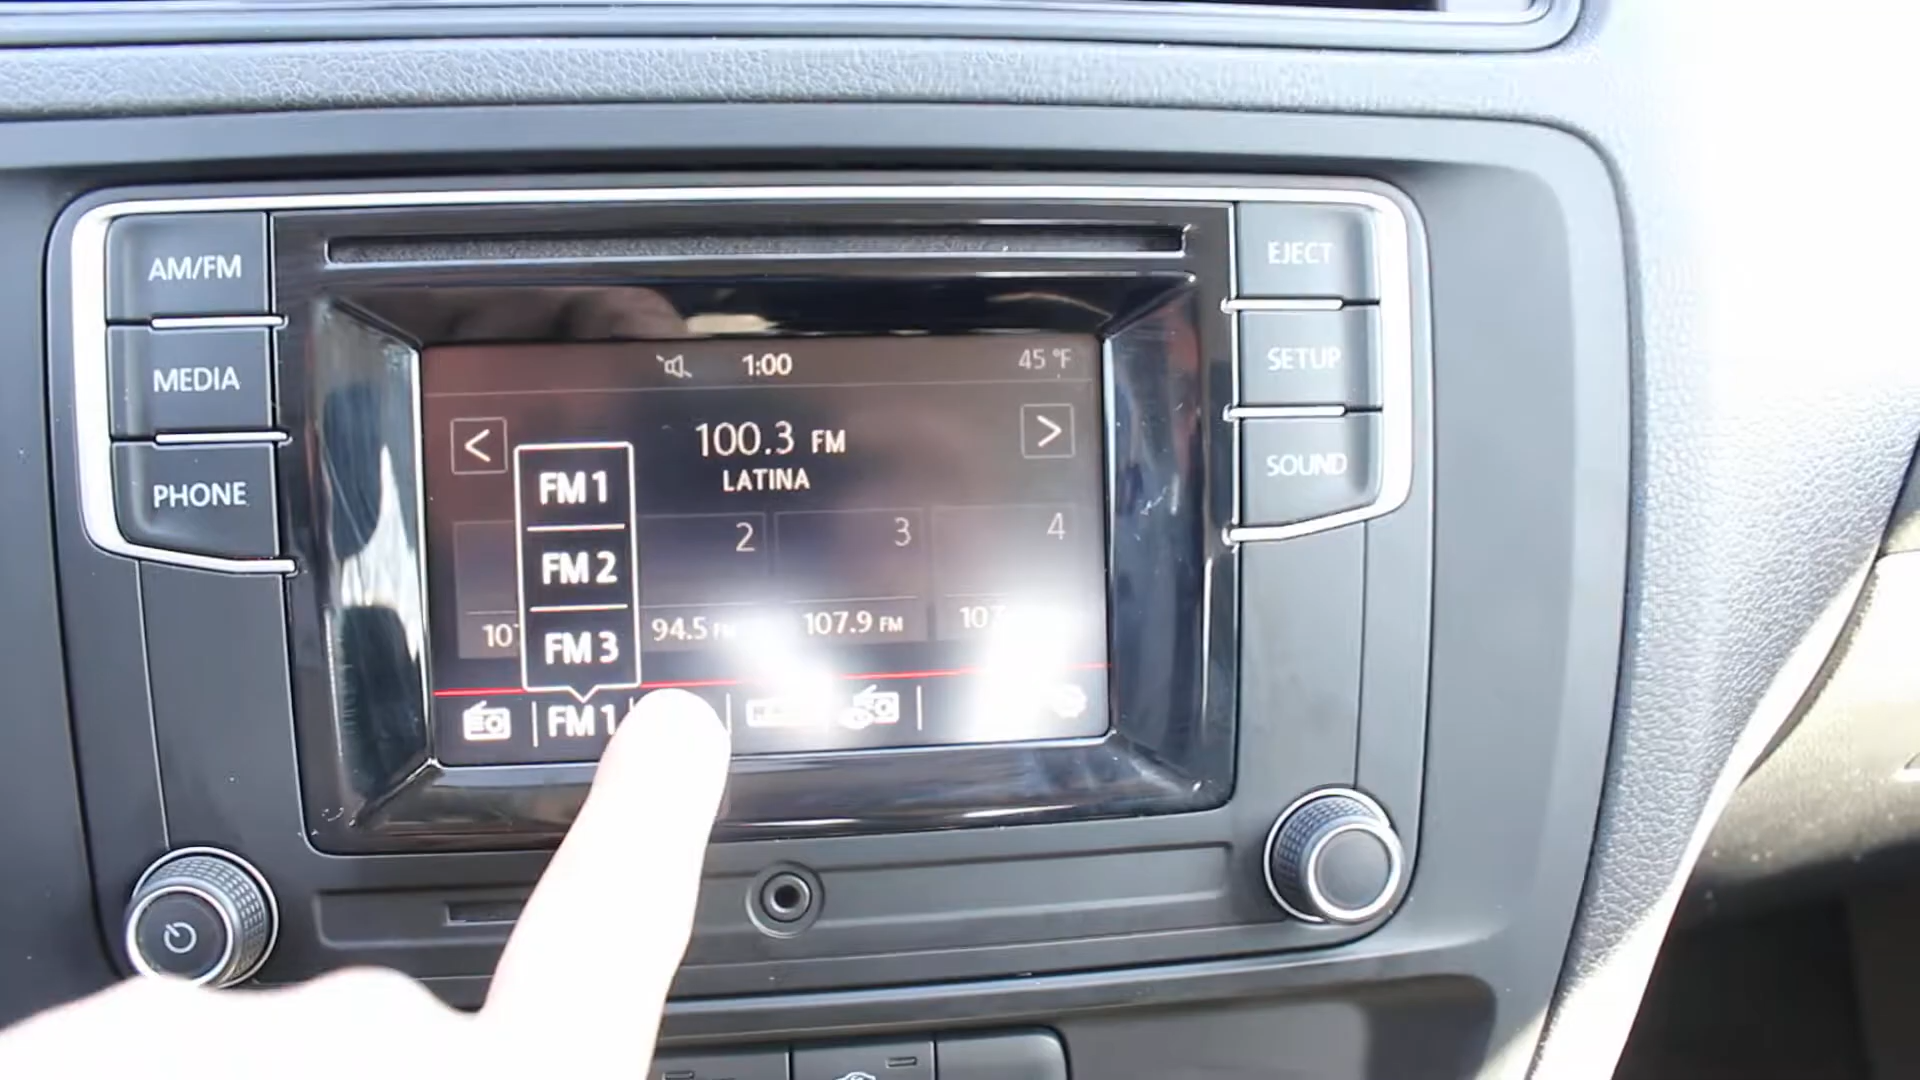 AM/FM
MEDIA
PHONE
EJECT
SETUP
SOUND
1:00
45 °F
<
100.3 FM
>
LATINA
FM 1
FM 2
FM 3
2
3
4
94.5 FM
107.9 FM
FM 1